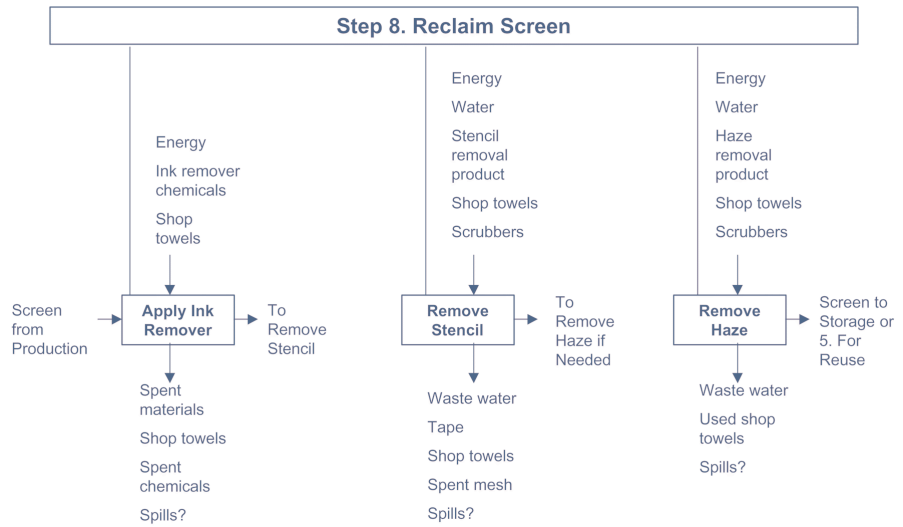 Step 8. Reclaim Screen
Energy
Ink remover
chemicals
Shop
towels
Screen
from
Production
Apply Ink
Remover
To
Remove
Stencil
Spent
materials
Shop towels
Spent
chemicals
Spills?
Energy
Water
Stencil
removal
product
Shop towels
Scrubbers
Remove
Stencil
To
Remove
Haze if
Needed
Waste water
Tape
Shop towels
Spent mesh
Spills?
Energy
Water
Haze
removal
product
Shop towels
Scrubbers
Remove
Haze
Screen to
Storage or
5. For
Reuse
Waste water
Used shop
towels
Spills?